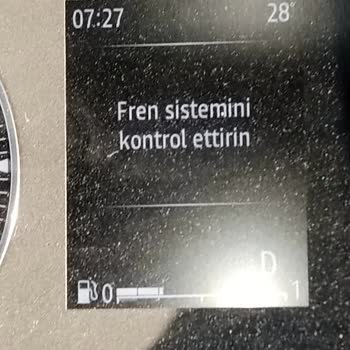 07:27 28°
Fren sistemini
kontrol ettirin
D
0 1